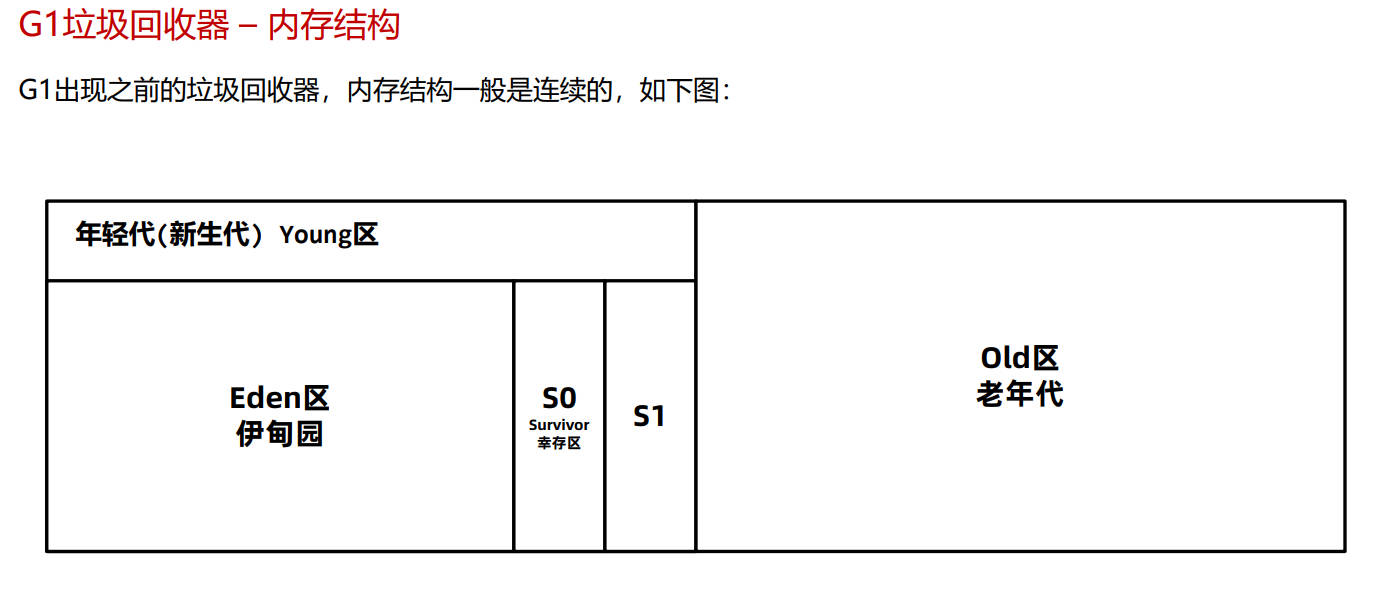 G1垃圾回收器 – 内存结构
G1出现之前的垃圾回收器，内存结构一般是连续的，如下图：
年轻代(新生代） Young区
Eden区
伊甸园
S0
Survivor
幸存区
S1
Old区
老年代